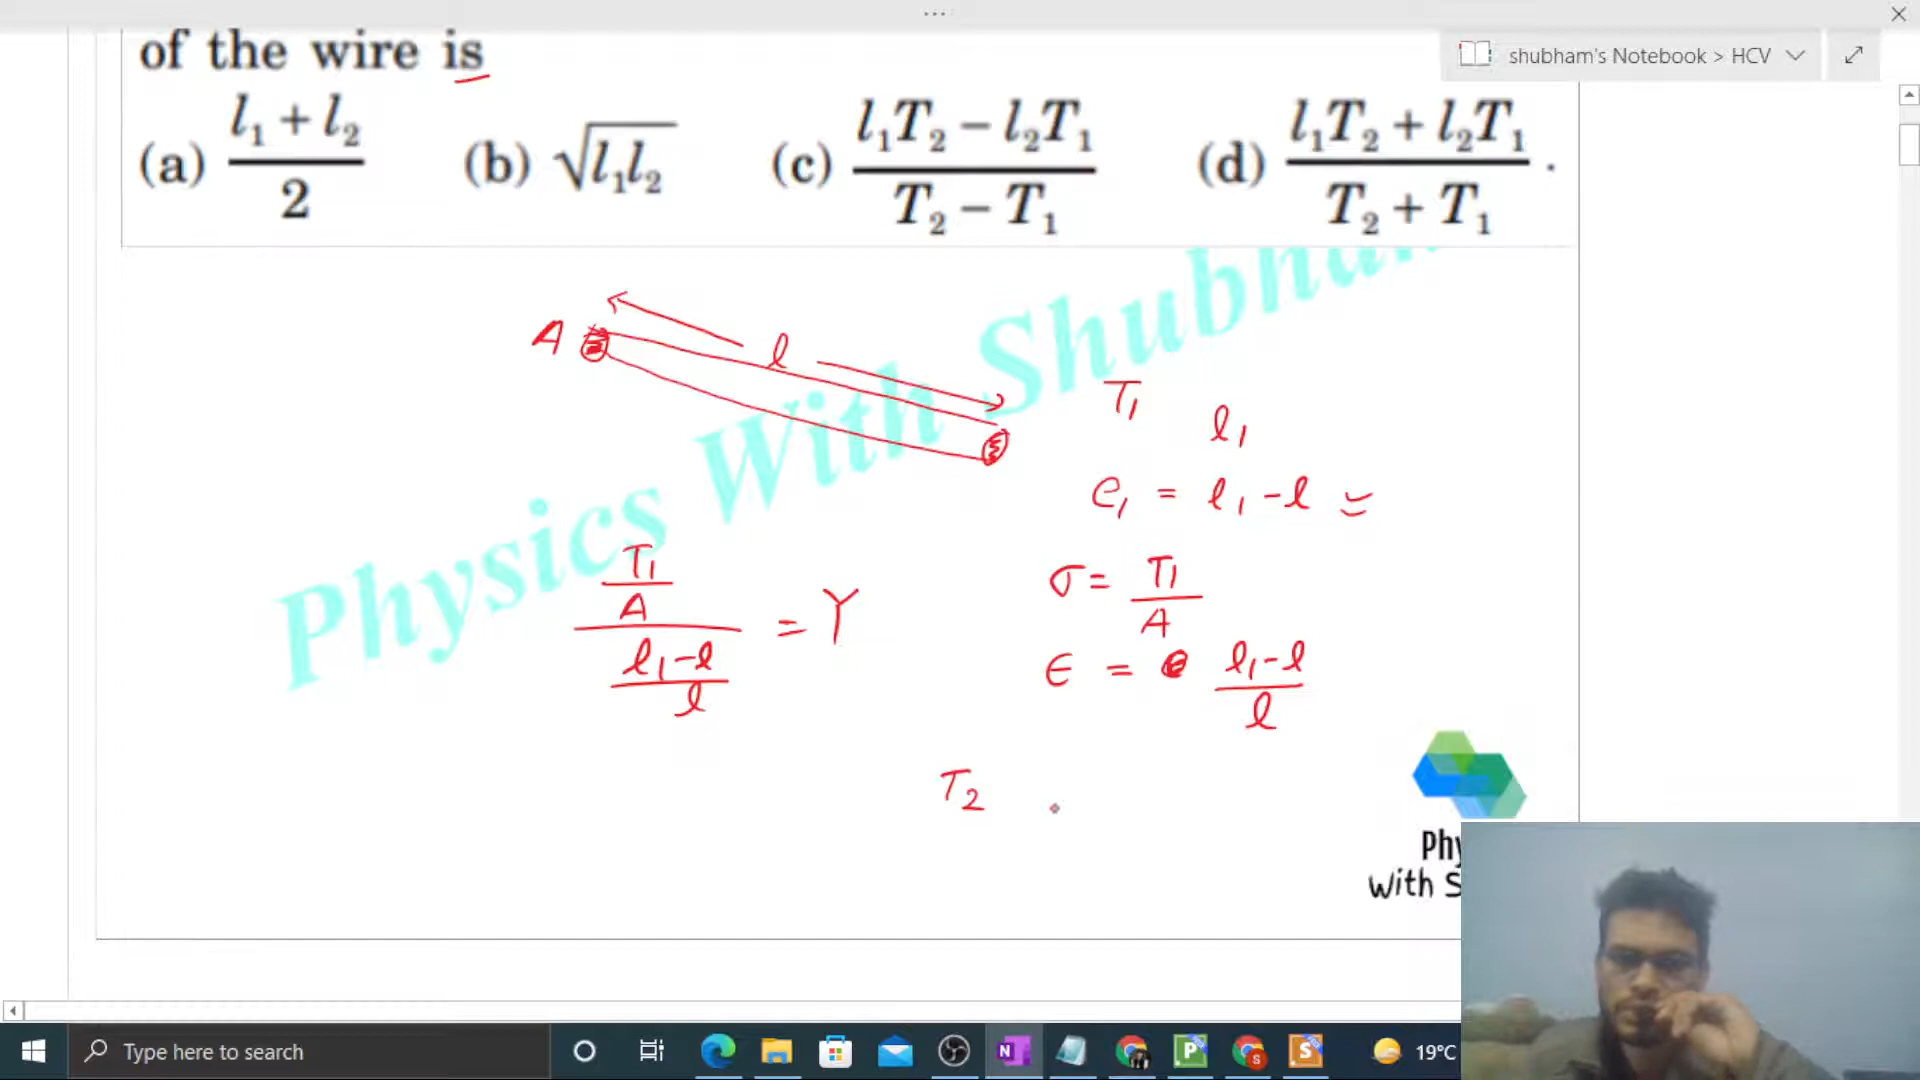 ...
shubham's Notebook > HCV
of the wire is
(a) (l₁ + l₂)/2 (b) √l₁l₂ (c) (l₁T₂ − l₂T₁)/(T₂ − T₁) (d) (l₁T₂ + l₂T₁)/(T₂ + T₁) .
Physics With Shubham
A
l
T₁
l₁
e₁ = l₁ - l
(T₁/A)/((l₁-l)/l) = Y
σ = T₁/A
ϵ = (l₁-l)/l
T₂
Phy
With S
Type here to search
19°C